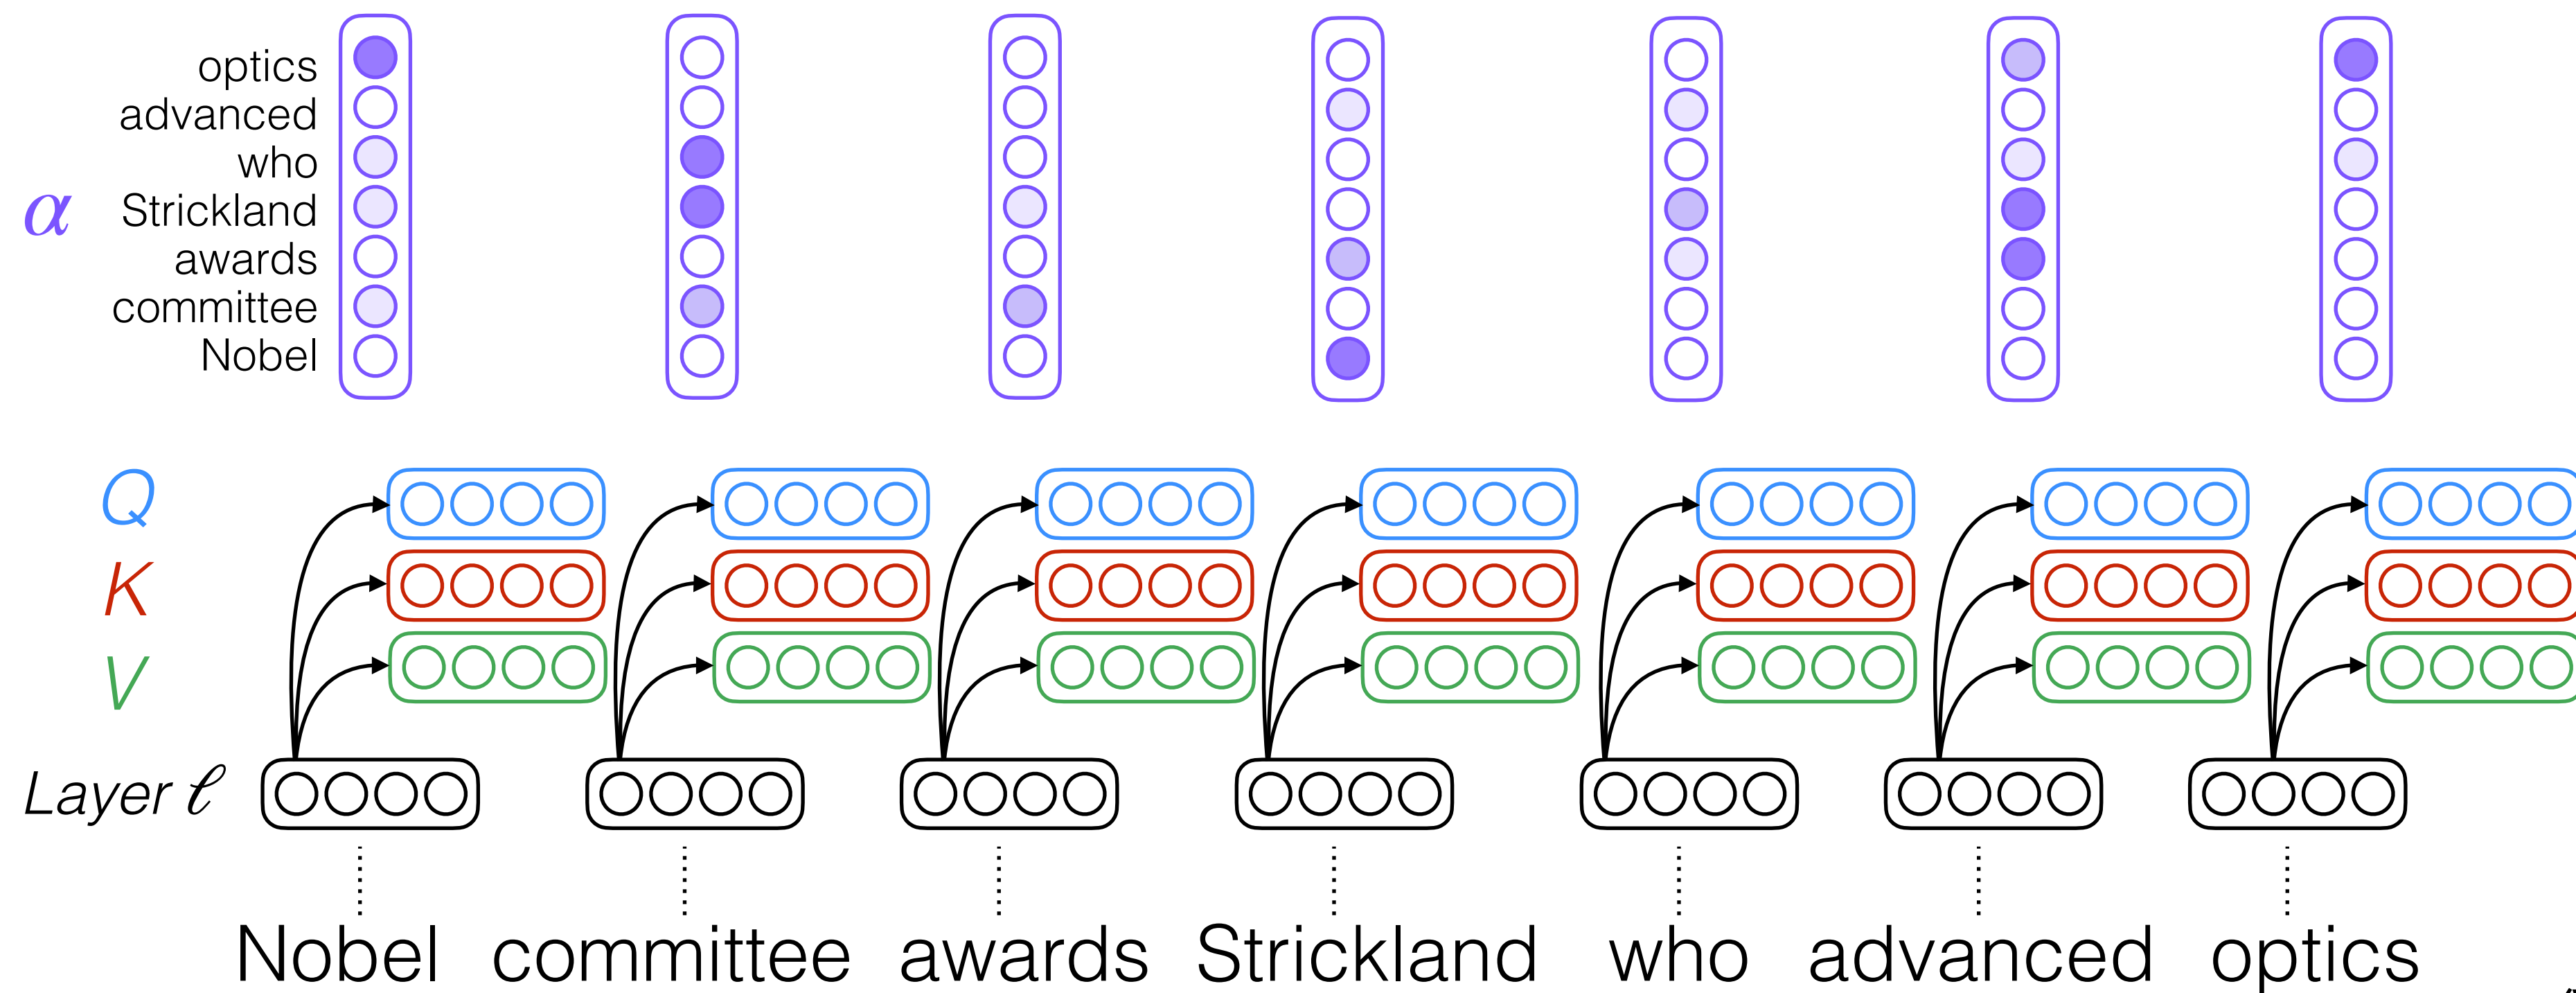 optics
advanced
who
α Strickland
awards
committee
Nobel
Q
K
V
Layer ℓ
Nobel committee awards Strickland who advanced optics